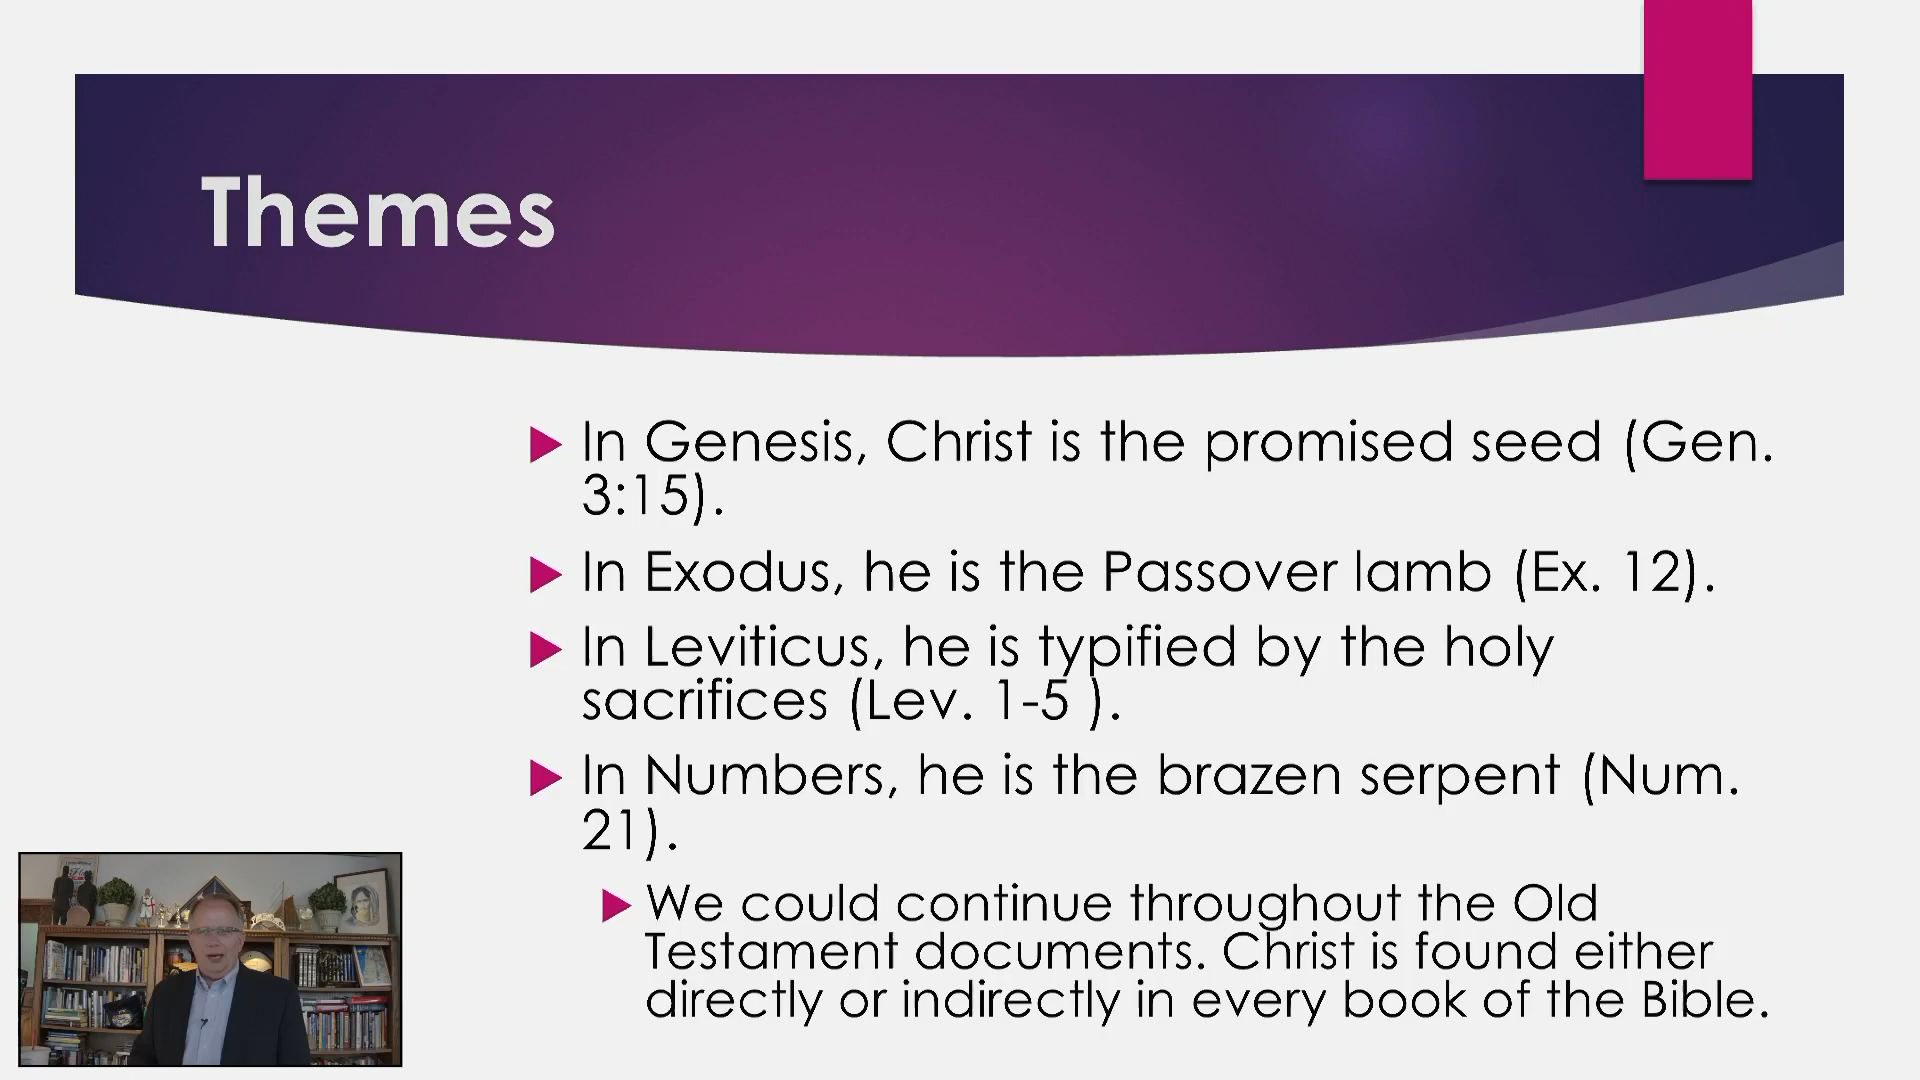 Themes
In Genesis, Christ is the promised seed (Gen.
3:15).
In Exodus, he is the Passover lamb (Ex. 12).
In Leviticus, he is typified by the holy
sacrifices (Lev. 1-5 ).
In Numbers, he is the brazen serpent (Num.
21).
We could continue throughout the Old
Testament documents. Christ is found either
directly or indirectly in every book of the Bible.